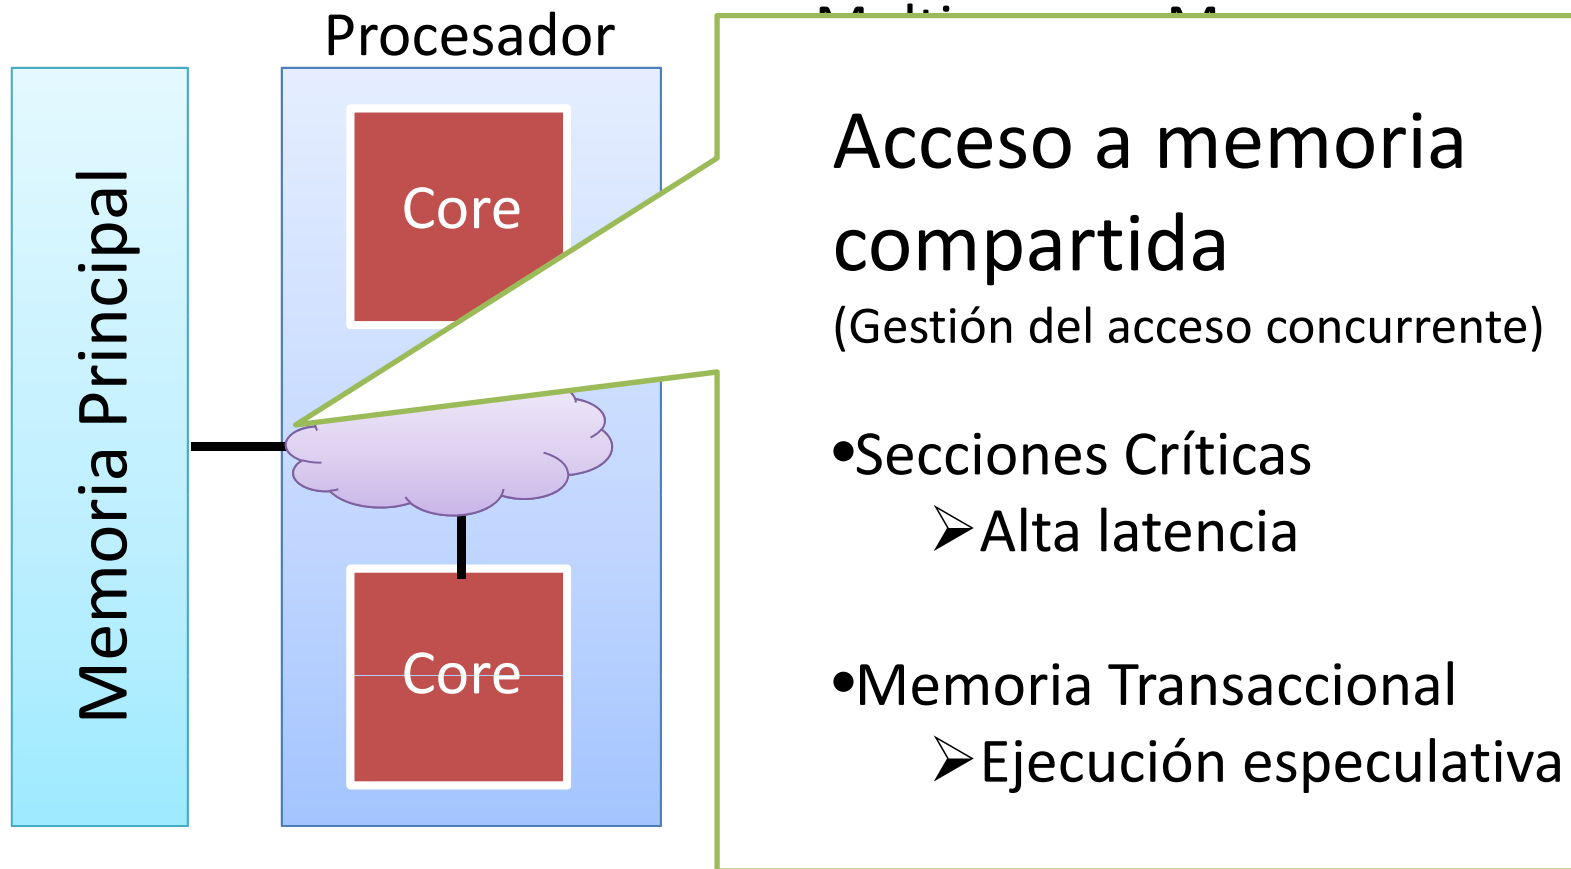 Procesador
Memoria Principal
Core
Core
Acceso a memoria
compartida
(Gestión del acceso concurrente)
•Secciones Críticas
➢Alta latencia
•Memoria Transaccional
➢Ejecución especulativa